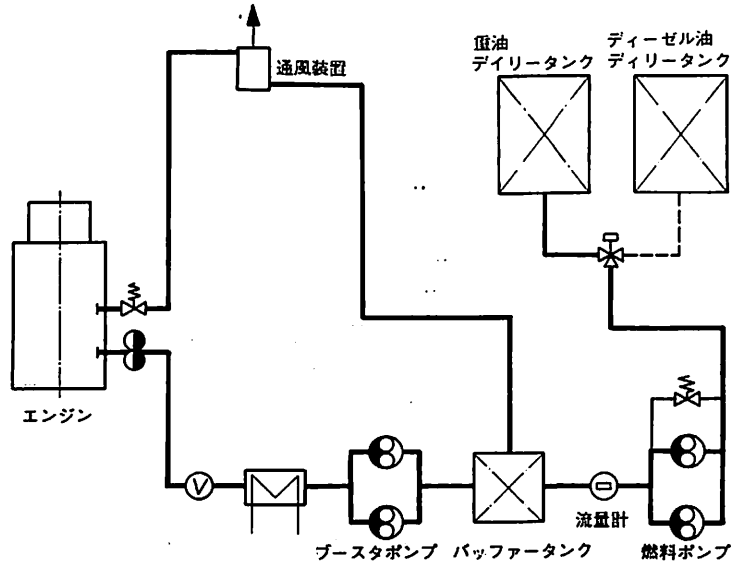 重油
デイリータンク
ディーゼル油
ディリータンク
通風装置
エンジン
V
ブースタポンプ
バッファータンク
流量計
燃料ポンプ